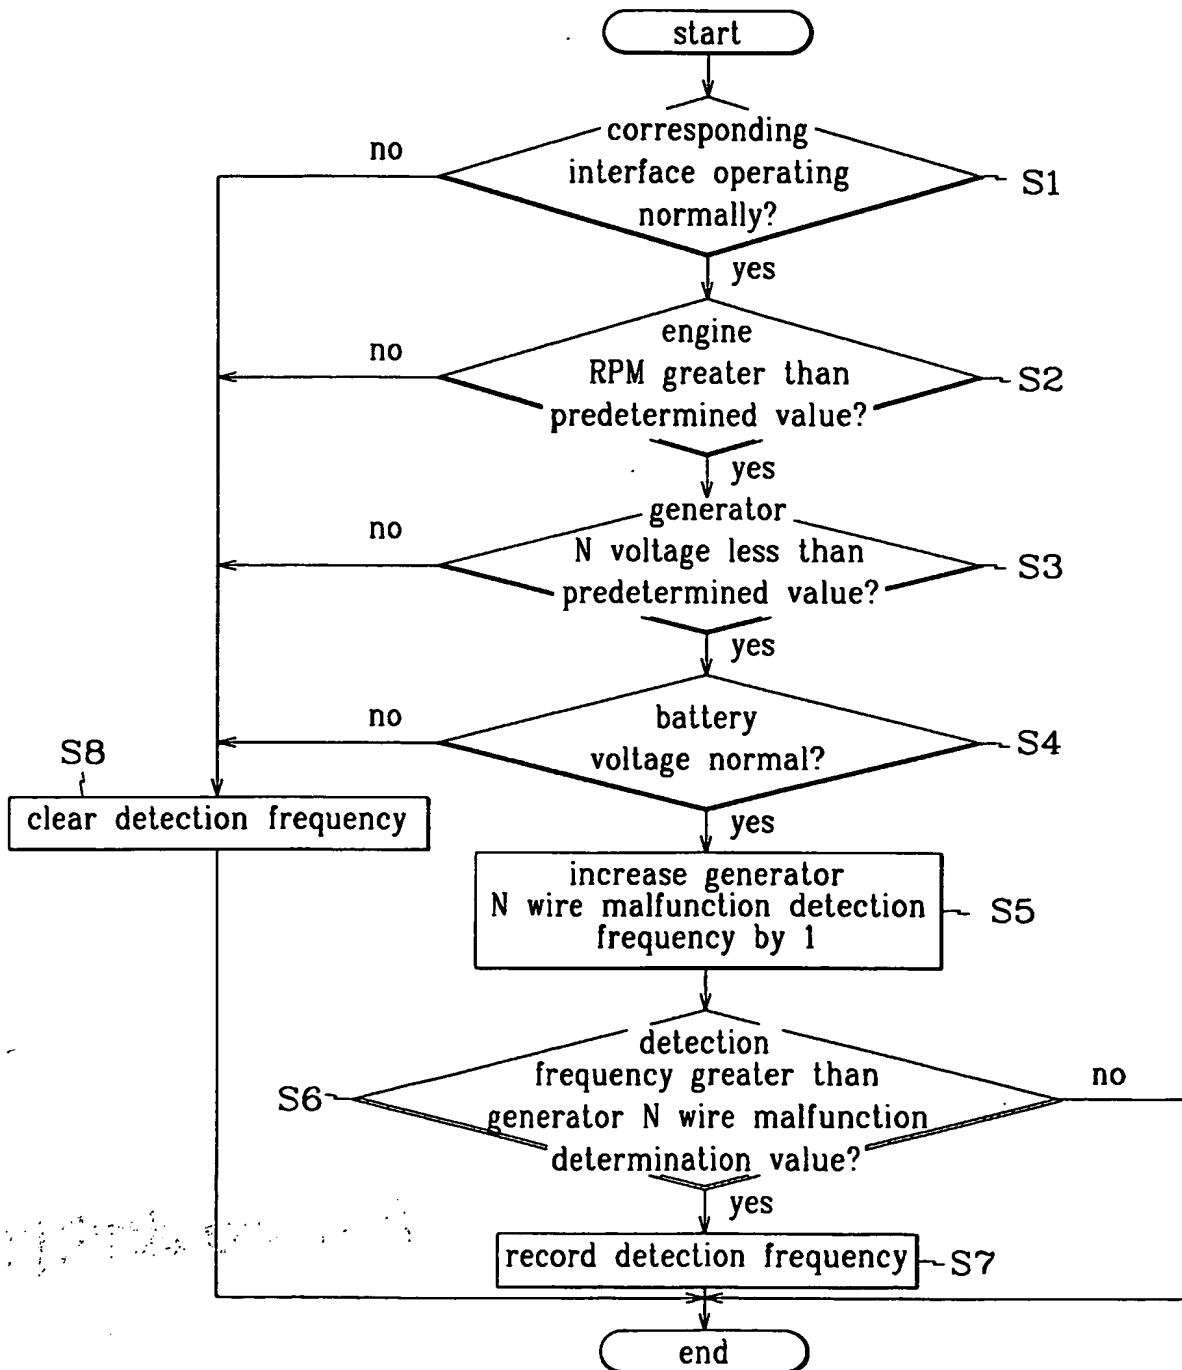 start
corresponding
interface operating
normally?
no
S1
yes
engine
RPM greater than
predetermined value?
no
S2
yes
generator
N voltage less than
predetermined value?
no
S3
yes
battery
voltage normal?
no
S4
S8
clear detection frequency
yes
increase generator
N wire malfunction detection
frequency by 1
S5
detection
frequency greater than
generator N wire malfunction
determination value?
S6
no
yes
record detection frequency
S7
end